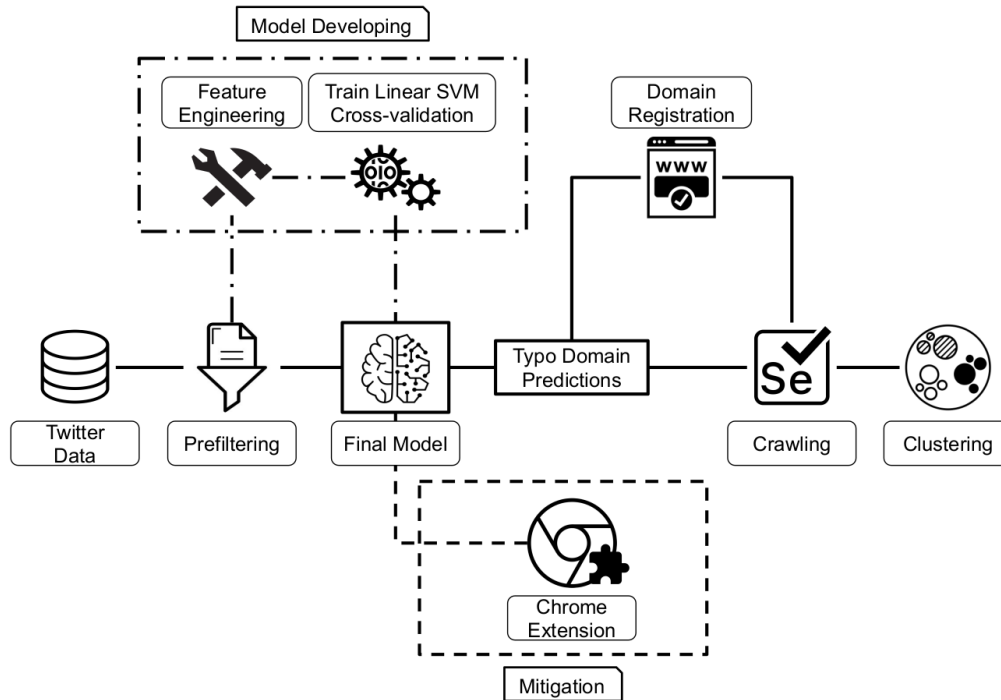 Model Developing
Feature
Engineering
Train Linear SVM
Cross-validation
OIO
Domain
Registration
www
Typo Domain
Predictions
Se
Twitter
Data
Prefiltering
Final Model
Crawling
Clustering
Chrome
Extension
Mitigation